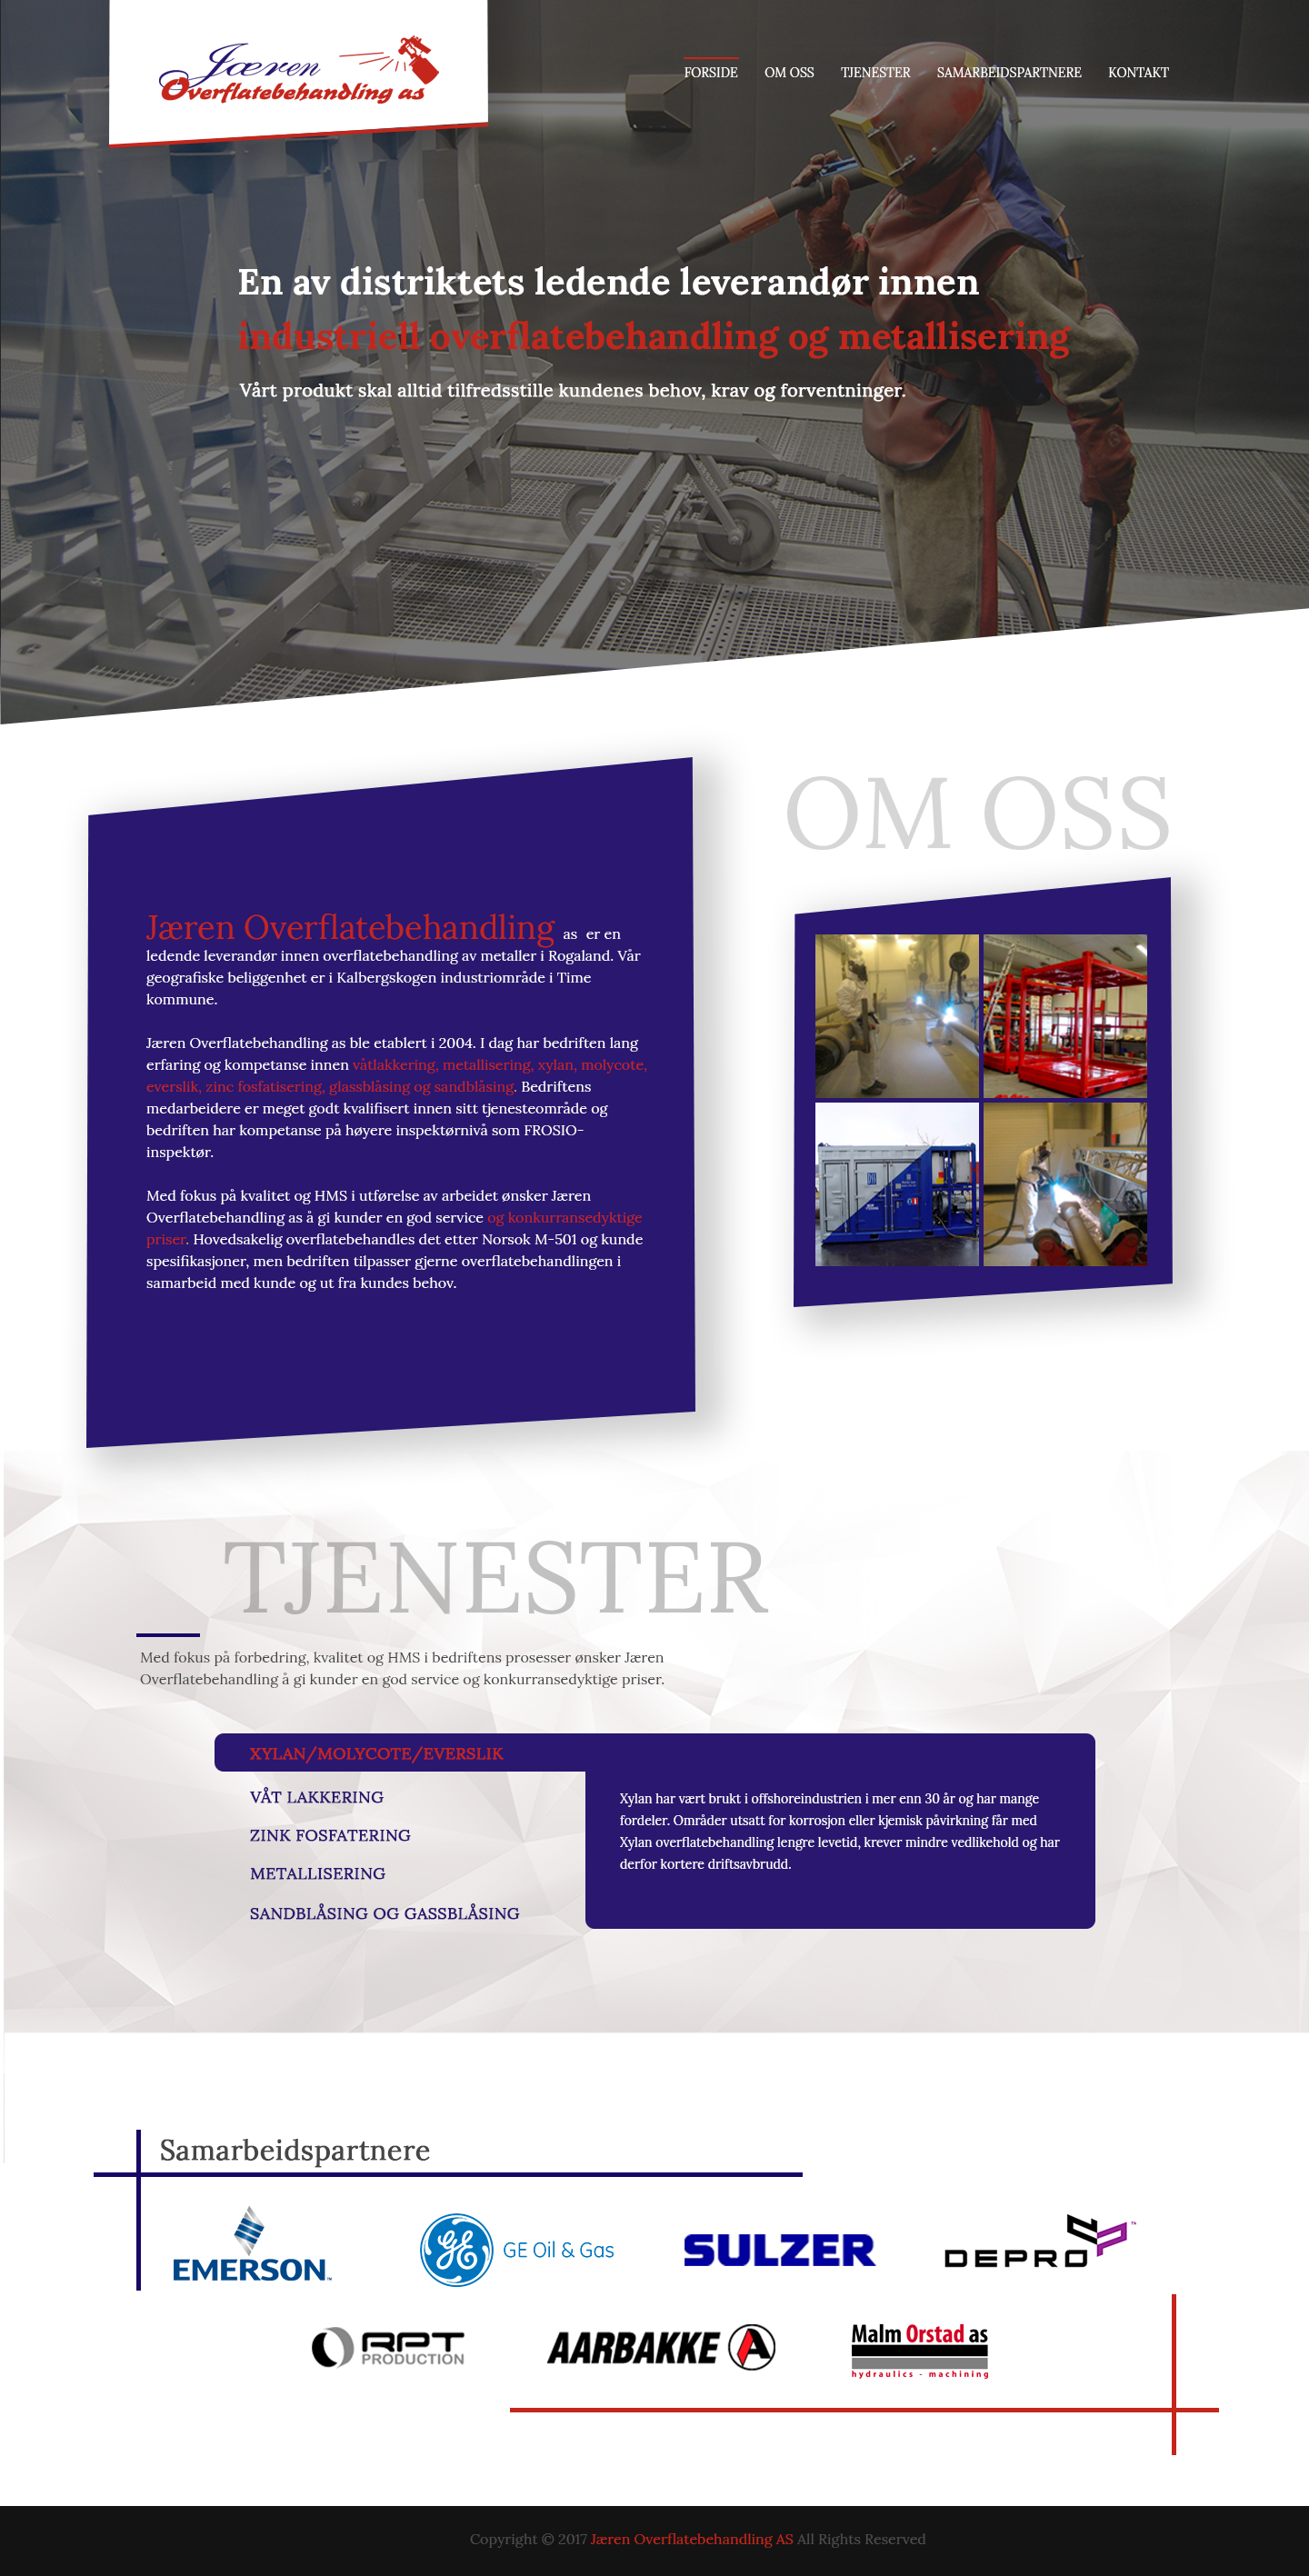 Jæren
Overflatebehandling as
FORSIDE OM OSS TJENESTER SAMARBEIDSPARTNERE KONTAKT
En av distriktets ledende leverandør innen
industriell overflatebehandling og metallisering
Vårt produkt skal alltid tilfredsstille kundenes behov, krav og forventninger.
OM OSS
Jæren Overflatebehandling as er en
ledende leverandør innen overflatebehandling av metaller i Rogaland. Vår
geografiske beliggenhet er i Kalbergskogen industriområde i Time
kommune.
Jæren Overflatebehandling as ble etablert i 2004. I dag har bedriften lang
erfaring og kompetanse innen våtlakkering, metallisering, xylan, molycote,
everslik, zinc fosfatisering, glassblåsing og sandblåsing. Bedriftens
medarbeidere er meget godt kvalifisert innen sitt tjenesteområde og
bedriften har kompetanse på høyere inspektørnivå som FROSIO-
inspektør.
Med fokus på kvalitet og HMS i utførelse av arbeidet ønsker Jæren
Overflatebehandling as å gi kunder en god service og konkurransedyktige
priser. Hovedsakelig overflatebehandles det etter Norsok M-501 og kunde
spesifikasjoner, men bedriften tilpasser gjerne overflatebehandlingen i
samarbeid med kunde og ut fra kundes behov.
TJENESTER
Med fokus på forbedring, kvalitet og HMS i bedriftens prosesser ønsker Jæren
Overflatebehandling å gi kunder en god service og konkurransedyktige priser.
XYLAN/MOLYCOTE/EVERSLIK
VÅT LAKKERING
ZINK FOSFATERING
METALLISERING
SANDBLÅSING OG GASSBLÅSING
Xylan har vært brukt i offshoreindustrien i mer enn 30 år og har mange
fordeler. Områder utsatt for korrosjon eller kjemisk påvirkning får med
Xylan overflatebehandling lengre levetid, krever mindre vedlikehold og har
derfor kortere driftsavbrudd.
Samarbeidspartnere
EMERSON™
GE GE Oil & Gas
SULZER
DEPRO ™
RPT
PRODUCTION
AARBAKKE A
Malm Orstad as
hydraulics - machining
Copyright © 2017 Jæren Overflatebehandling AS All Rights Reserved